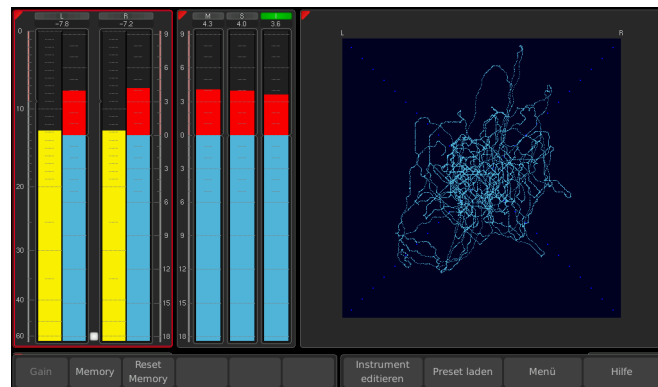 L R
-7.8 -7.2
0 9 9
6 6
3 3
10
0 0
3 3
20
6 6
9 9
30
12 12
40
15 15
60 18 18
M S I
4.3 4.0 3.6
L R
Gain
Memory
Reset
Memory
Instrument
editieren
Preset laden
Menü
Hilfe